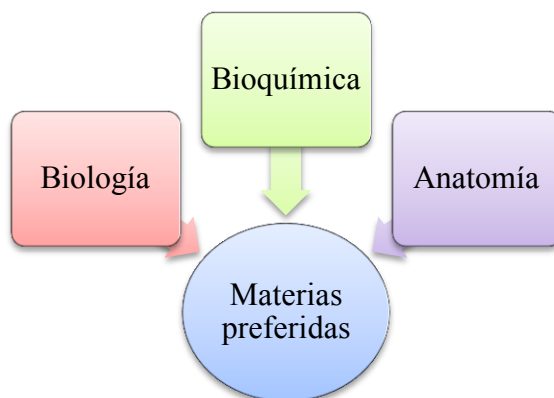 Bioquímica
Biología
Anatomía
Materias
preferidas